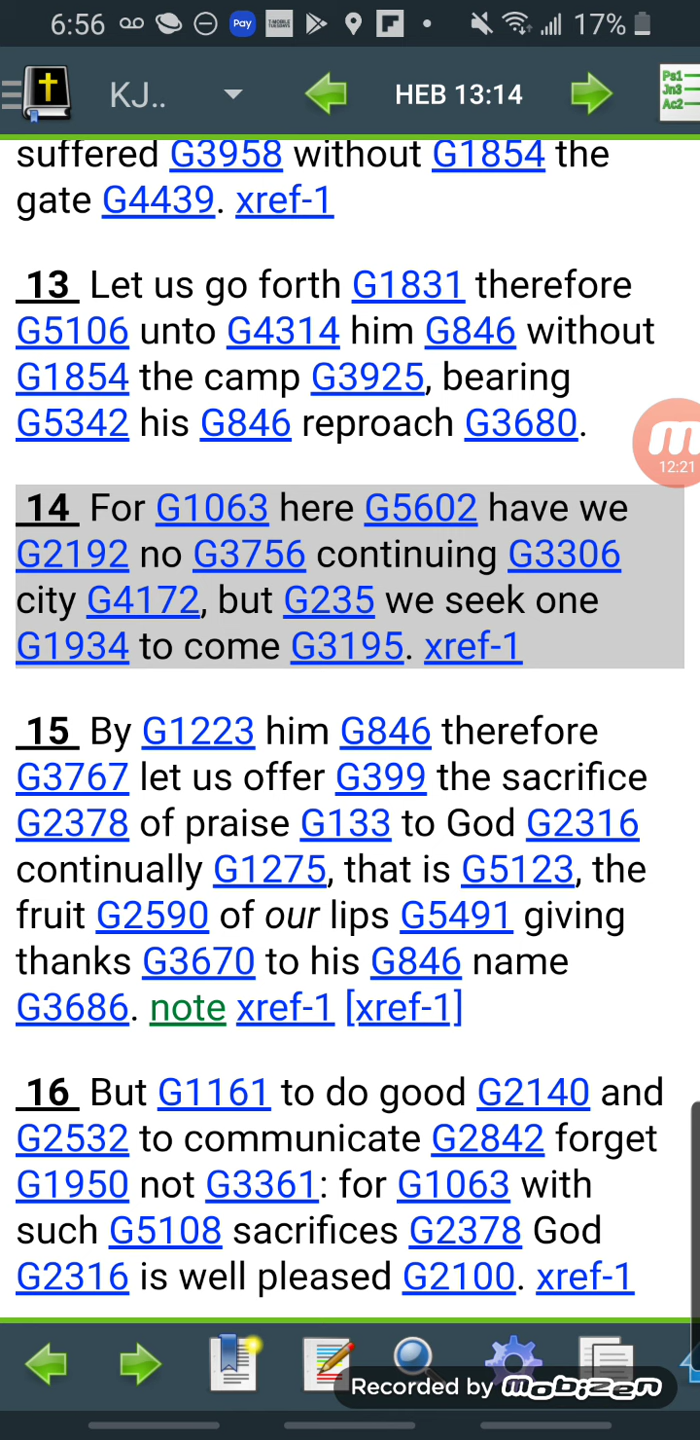 6:56 Pay T-MOBILE TUESDAYS 17%
KJ.. HEB 13:14 Ps1 Jn3 Ac2
suffered G3958 without G1854 the
gate G4439. xref-1
13 Let us go forth G1831 therefore
G5106 unto G4314 him G846 without
G1854 the camp G3925, bearing
G5342 his G846 reproach G3680.
12:21
14 For G1063 here G5602 have we
G2192 no G3756 continuing G3306
city G4172, but G235 we seek one
G1934 to come G3195. xref-1
15 By G1223 him G846 therefore
G3767 let us offer G399 the sacrifice
G2378 of praise G133 to God G2316
continually G1275, that is G5123, the
fruit G2590 of our lips G5491 giving
thanks G3670 to his G846 name
G3686. note xref-1 [xref-1]
16 But G1161 to do good G2140 and
G2532 to communicate G2842 forget
G1950 not G3361: for G1063 with
such G5108 sacrifices G2378 God
G2316 is well pleased G2100. xref-1
Recorded by mobizen